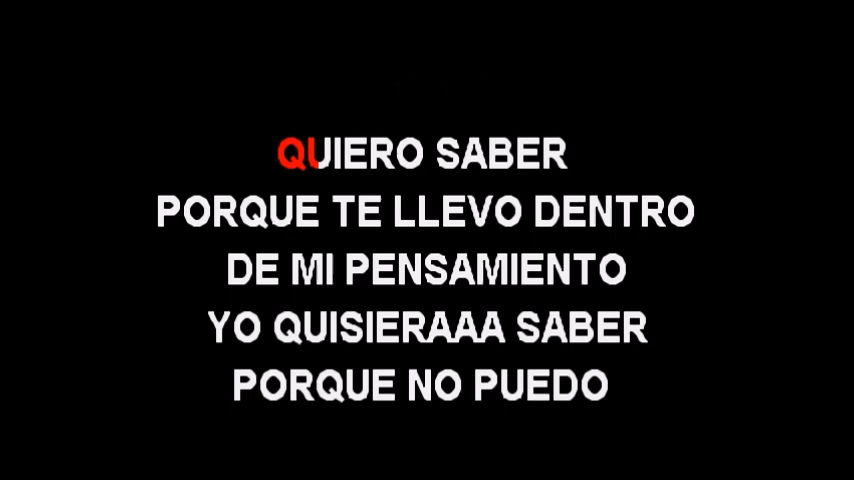 QUIERO SABER
PORQUE TE LLEVO DENTRO
DE MI PENSAMIENTO
YO QUISIERAAA SABER
PORQUE NO PUEDO